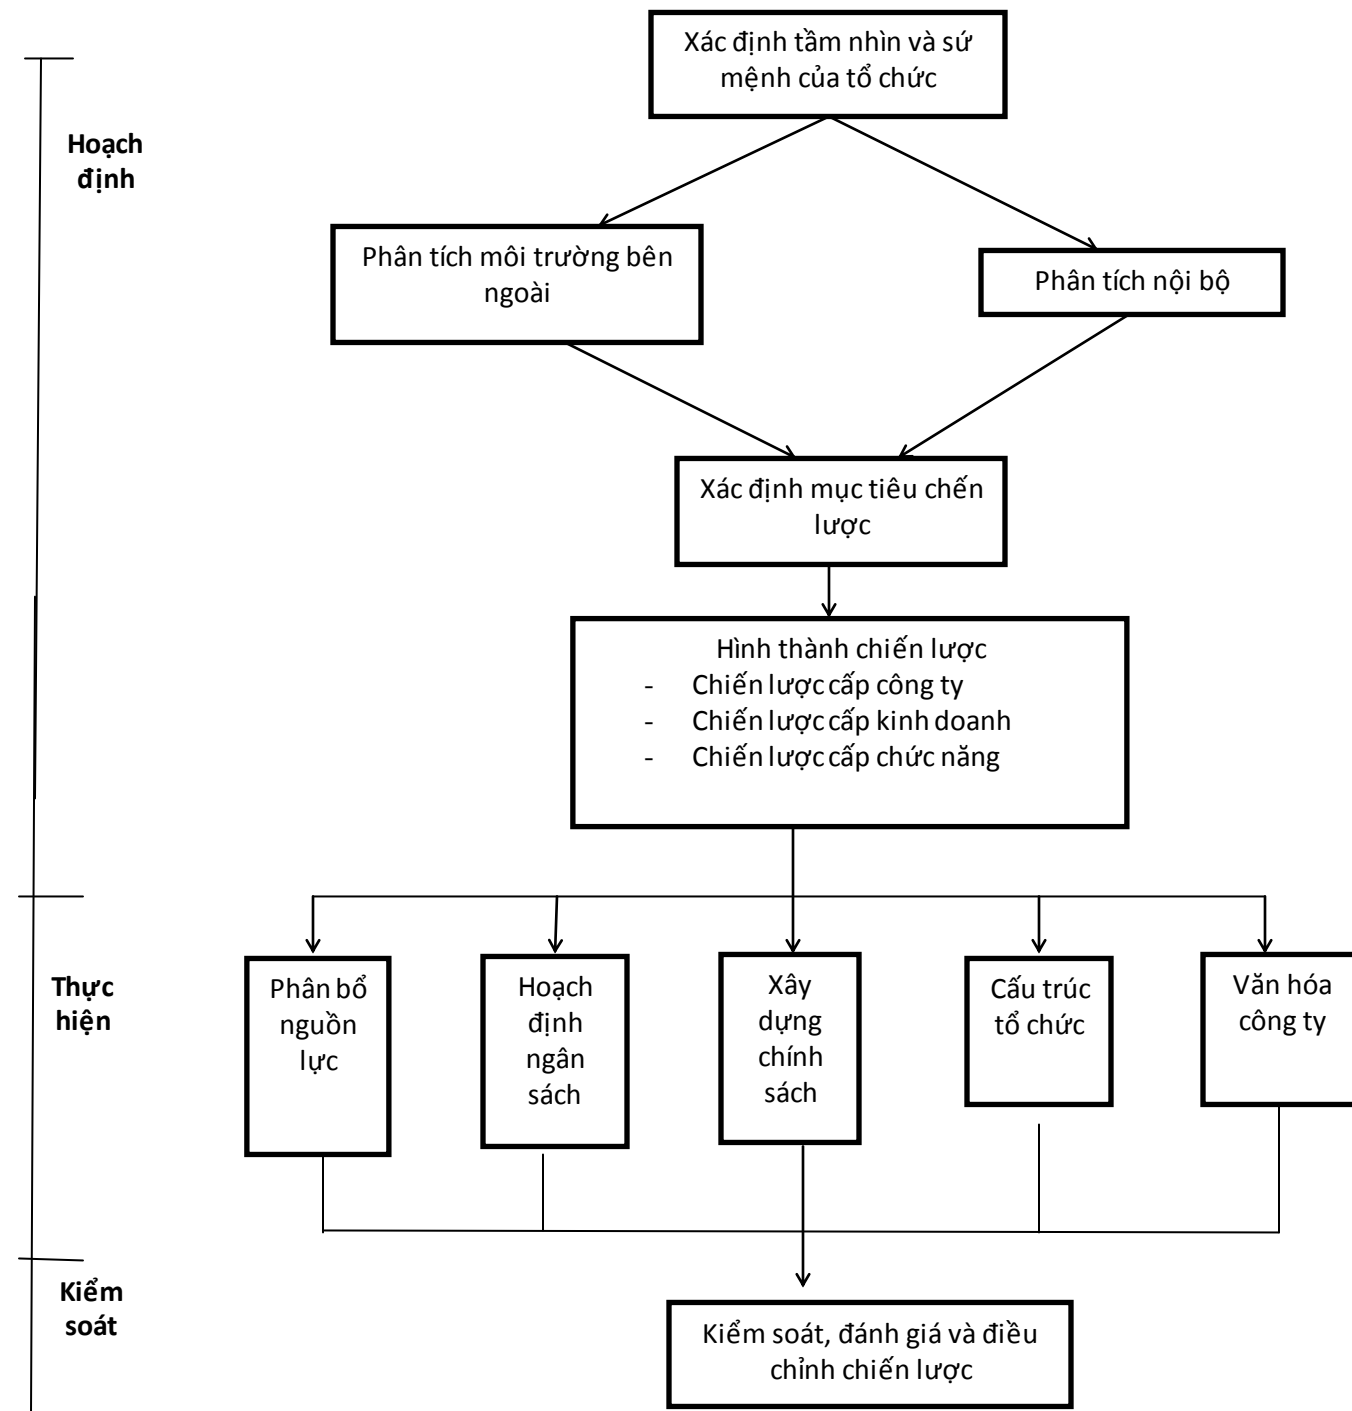 Xác định tầm nhìn và sứ
mệnh của tổ chức
Hoạch
định
Phân tích môi trường bên
ngoài
Phân tích nội bộ
Xác định mục tiêu chến
lược
Hình thành chiến lược
- Chiến lược cấp công ty
- Chiến lược cấp kinh doanh
- Chiến lược cấp chức năng
Thực
hiện
Phân bổ
nguồn
lực
Hoạch
định
ngân
sách
Xây
dựng
chính
sách
Cấu trúc
tổ chức
Văn hóa
công ty
Kiểm
soát
Kiểm soát, đánh giá và điều
chỉnh chiến lược